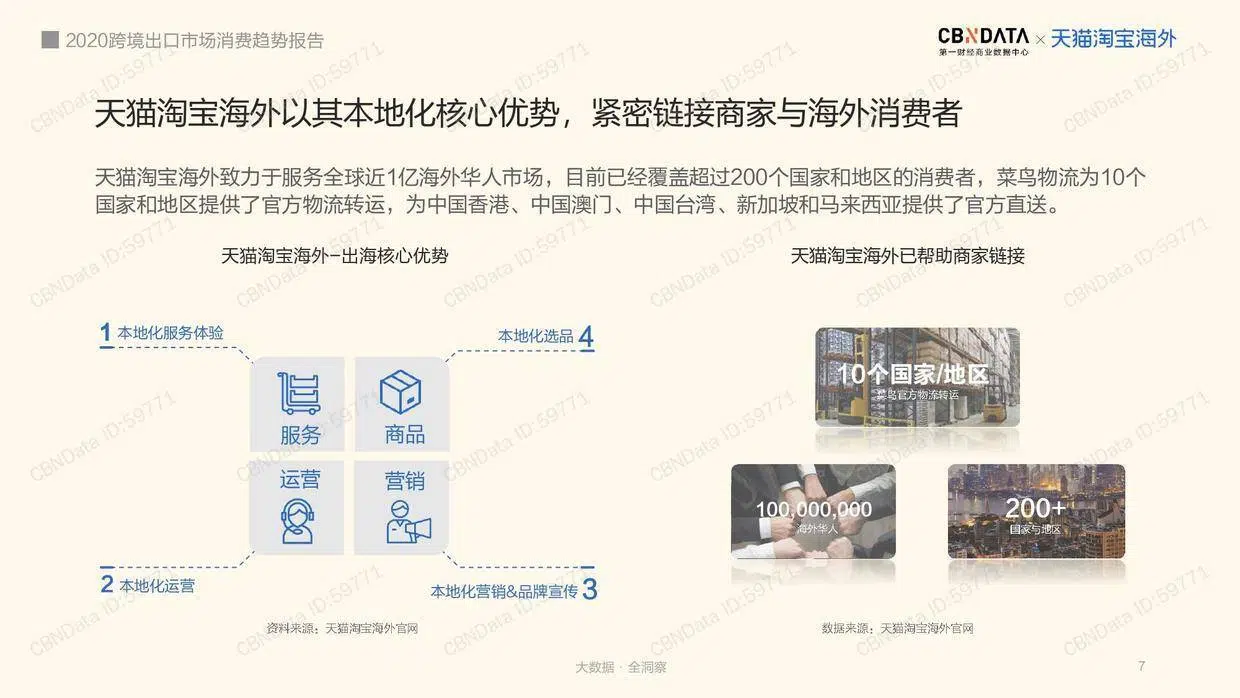 2020跨境出口市场消费趋势报告
CBNDATA × 天猫淘宝海外
第一财经商业数据中心
天猫淘宝海外以其本地化核心优势，紧密链接商家与海外消费者
天猫淘宝海外致力于服务全球近1亿海外华人市场，目前已经覆盖超过200个国家和地区的消费者，菜鸟物流为10个
国家和地区提供了官方物流转运，为中国香港、中国澳门、中国台湾、新加坡和马来西亚提供了官方直送。
天猫淘宝海外–出海核心优势
1 本地化服务体验
本地化选品 4
服务
商品
运营
营销
2 本地化运营
本地化营销&品牌宣传 3
资料来源：天猫淘宝海外官网
天猫淘宝海外已帮助商家链接
10个国家/地区
菜鸟官方物流转运
100,000,000
海外华人
200+
国家与地区
数据来源：天猫淘宝海外官网
大数据 · 全洞察
7
CBNData ID:59771